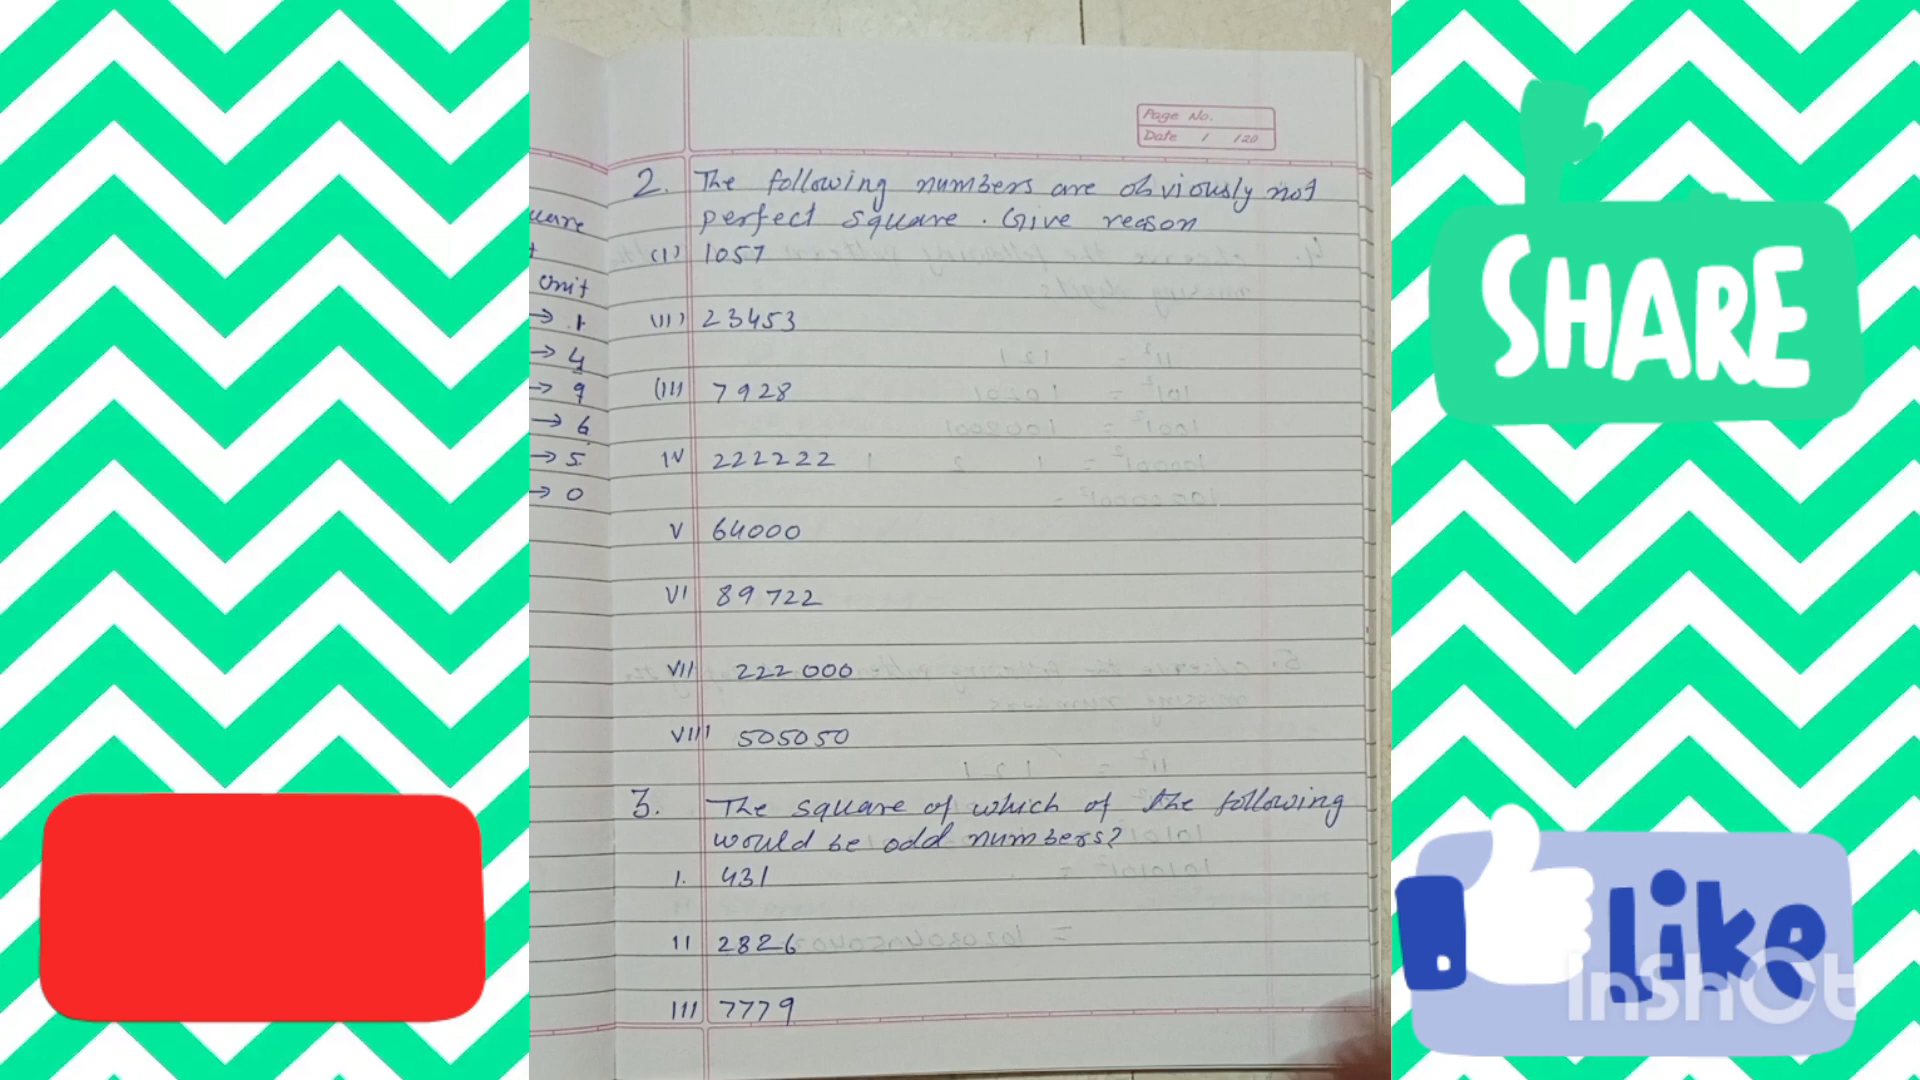 Page No.
Date 1 120
2. The following numbers are obviously not
perfect square. Give reason
(I) 1057
(II) 23453
(III) 7928
IV 222222
V 64000
VI 89722
VII 222000
VIII 505050
3. The square of which of the following
would be odd numbers?
I. 431
II 2826
III 7779
Unit
→ 1
→ 4
→ 9
→ 6
→ 5
→ 0
SHARE
Like
InShOt